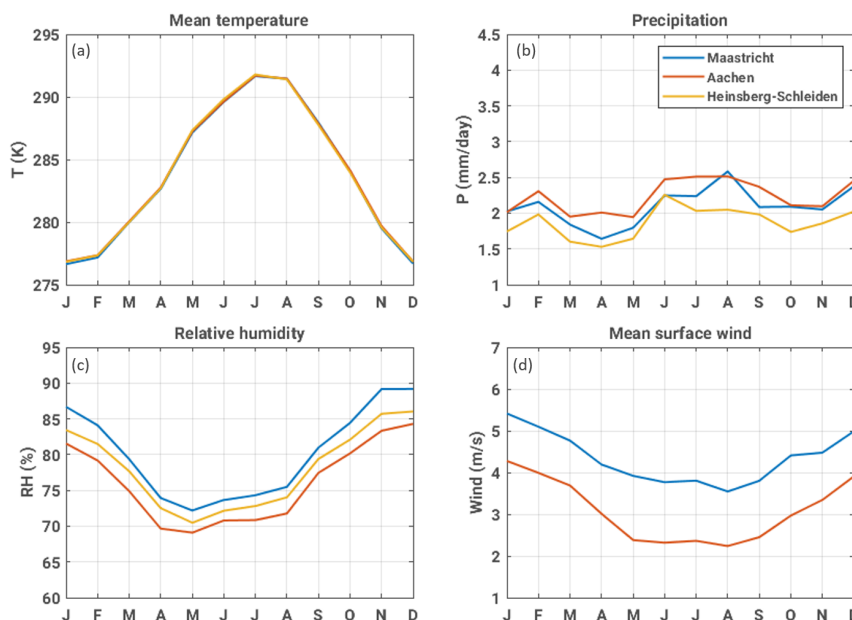 Mean temperature
(a)
T (K)
295
290
285
280
275
J F M A M J J A S O N D
Precipitation
(b)
P (mm/day)
4.5
4
3.5
3
2.5
2
1.5
1
Maastricht
Aachen
Heinsberg-Schleiden
J F M A M J J A S O N D
Relative humidity
(c)
RH (%)
95
90
85
80
75
70
65
60
J F M A M J J A S O N D
Mean surface wind
(d)
Wind (m/s)
7
6
5
4
3
2
1
J F M A M J J A S O N D